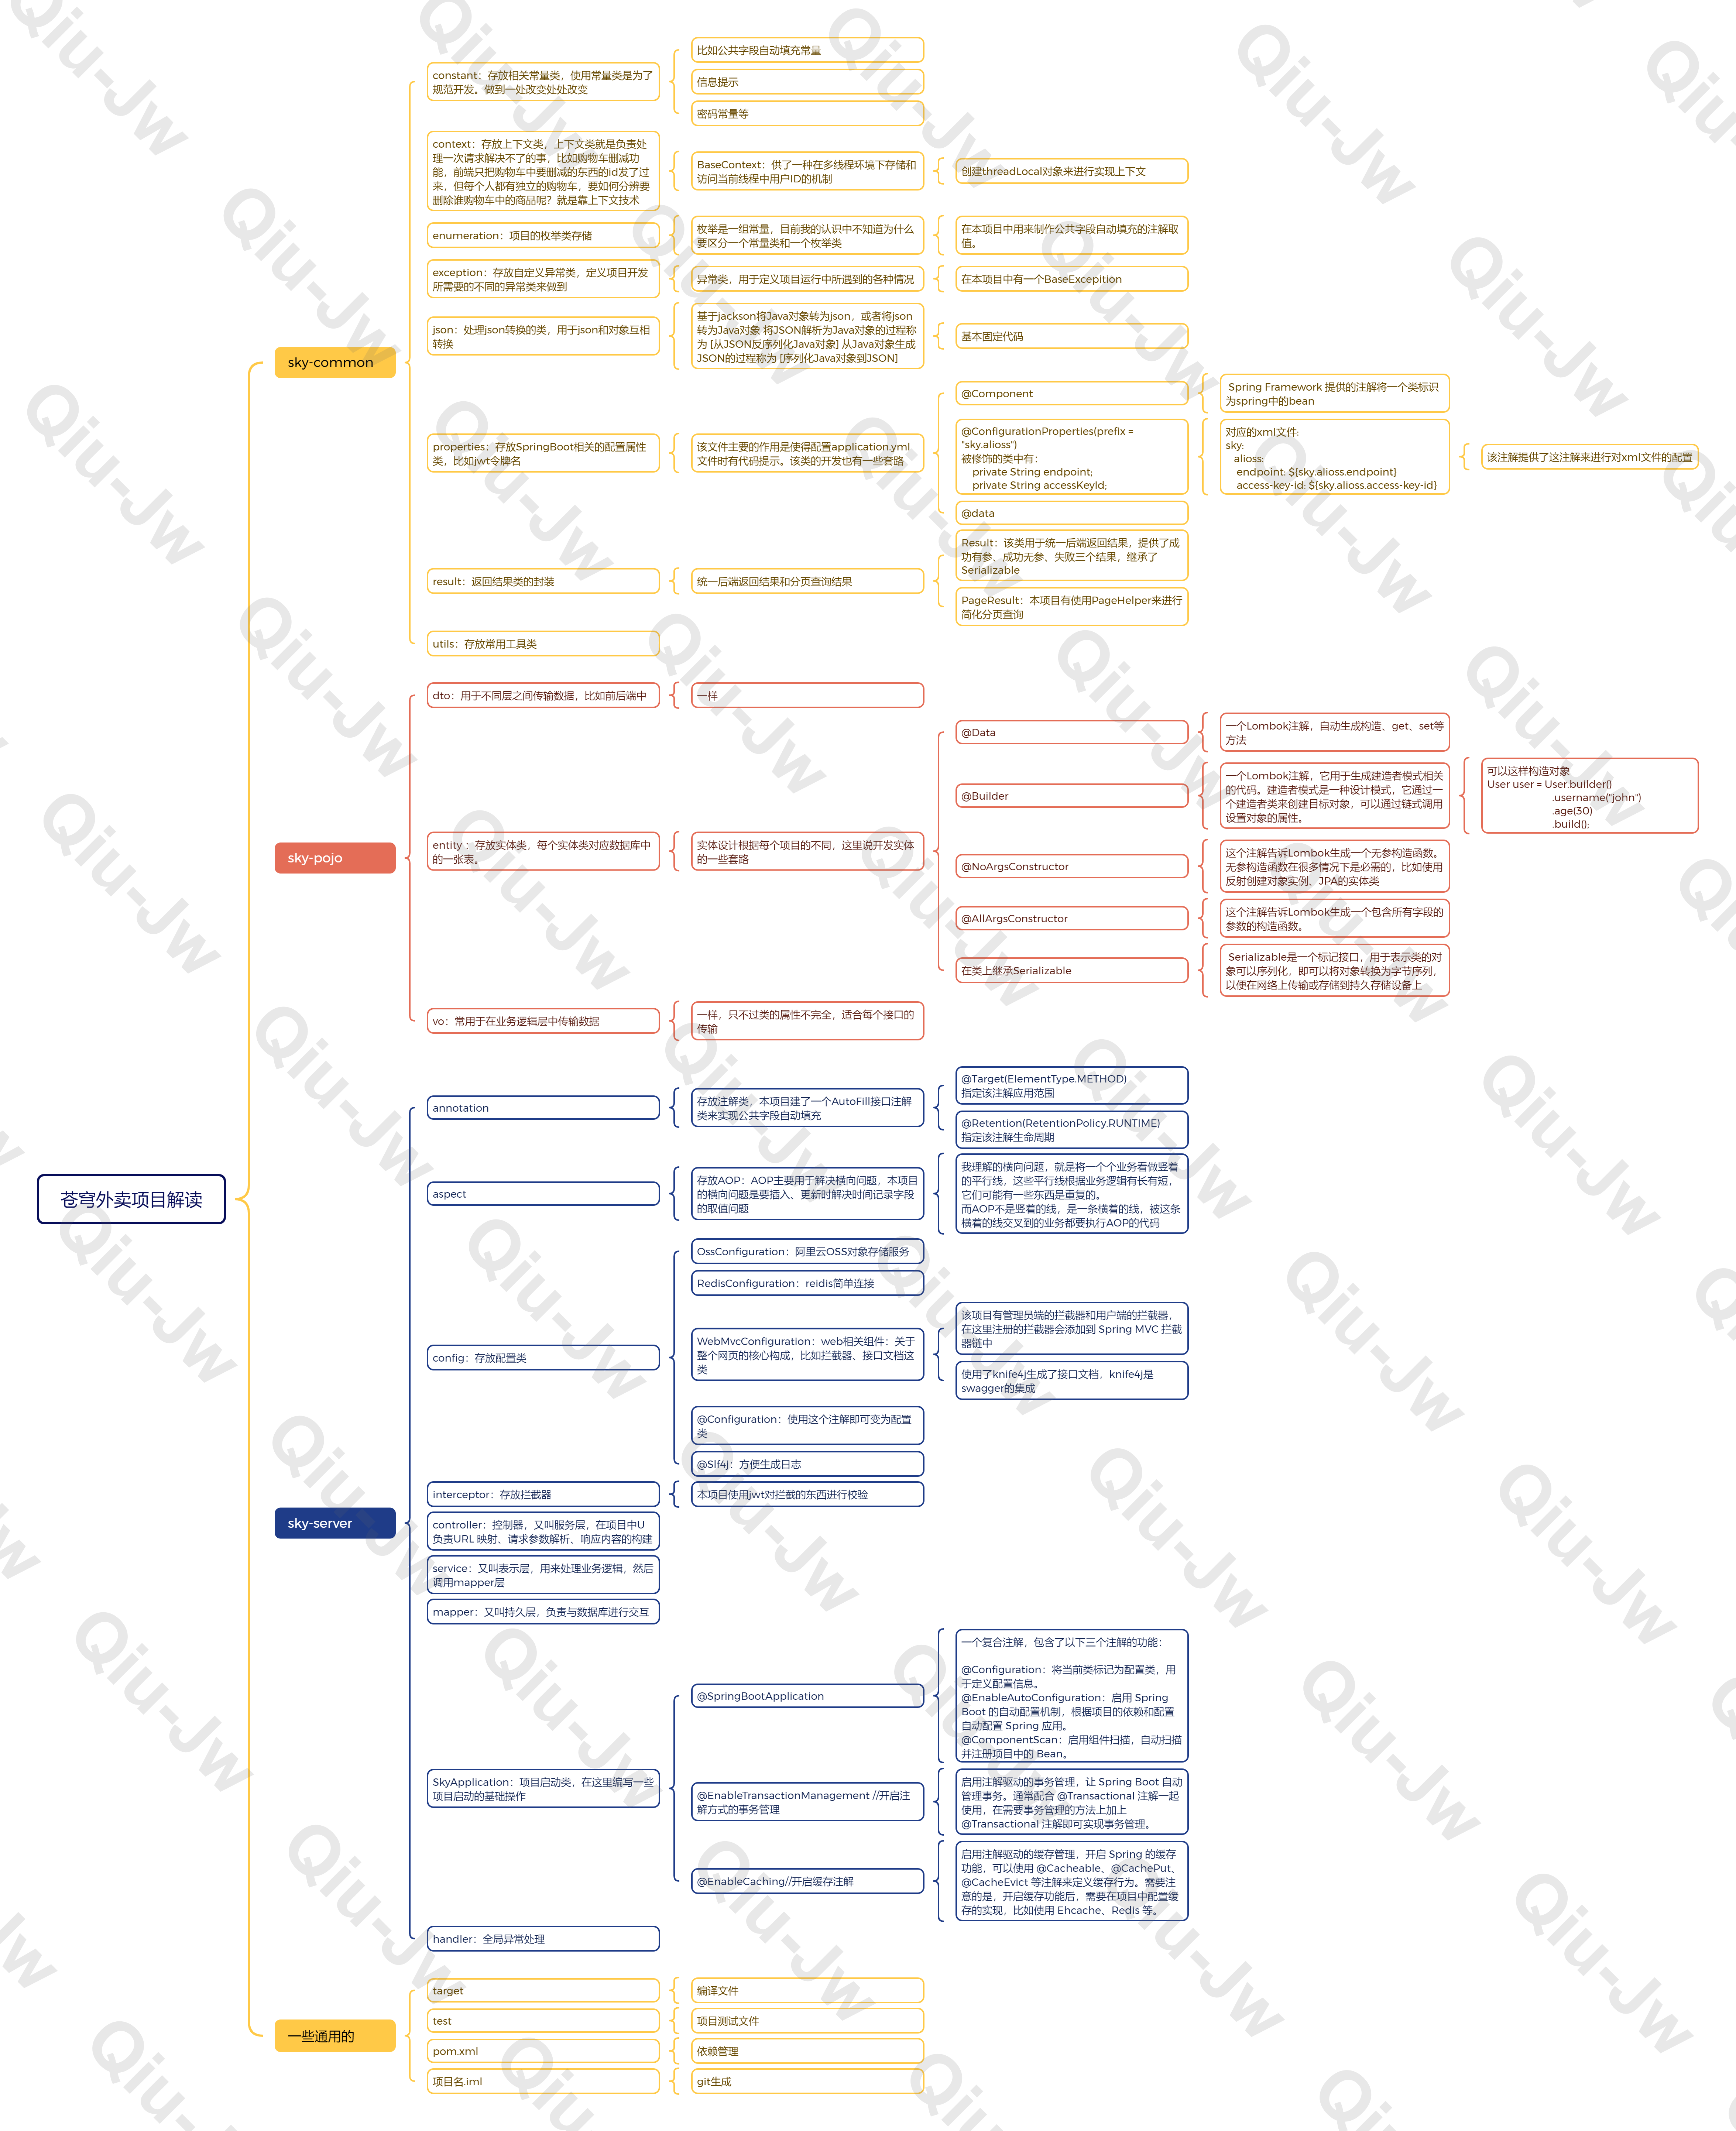 苍穹外卖项目解读
sky-common
constant：存放相关常量类，使用常量类是为了
规范开发。做到一处改变处处改变
比如公共字段自动填充常量
信息提示
密码常量等
context：存放上下文类，上下文类就是负责处
理一次请求解决不了的事，比如购物车删减功
能，前端只把购物车中要删减的东西的id发了过
来，但每个人都有独立的购物车，要如何分辨要
删除谁购物车中的商品呢？就是靠上下文技术
BaseContext：供了一种在多线程环境下存储和
访问当前线程中用户ID的机制
创建threadLocal对象来进行实现上下文
enumeration：项目的枚举类存储
枚举是一组常量，目前我的认识中不知道为什么
要区分一个常量类和一个枚举类
在本项目中用来制作公共字段自动填充的注解取
值。
exception：存放自定义异常类，定义项目开发
所需要的不同的异常类来做到
异常类，用于定义项目运行中所遇到的各种情况
在本项目中有一个BaseExcepition
json：处理json转换的类，用于json和对象互相
转换
基于jackson将Java对象转为json，或者将json
转为Java对象 将JSON解析为Java对象的过程称
为 [从JSON反序列化Java对象] 从Java对象生成
JSON的过程称为 [序列化Java对象到JSON]
基本固定代码
properties：存放SpringBoot相关的配置属性
类，比如jwt令牌名
该文件主要的作用是使得配置application.yml
文件时有代码提示。该类的开发也有一些套路
@Component
Spring Framework 提供的注解将一个类标识
为spring中的bean
@ConfigurationProperties(prefix =
"sky.alioss")
被修饰的类中有：
private String endpoint;
private String accessKeyId;
对应的xml文件:
sky:
alioss:
endpoint: ${sky.alioss.endpoint}
access-key-id: ${sky.alioss.access-key-id}
该注解提供了这注解来进行对xml文件的配置
@data
result：返回结果类的封装
统一后端返回结果和分页查询结果
Result：该类用于统一后端返回结果，提供了成
功有参、成功无参、失败三个结果，继承了
Serializable
PageResult：本项目有使用PageHelper来进行
简化分页查询
utils：存放常用工具类
sky-pojo
dto：用于不同层之间传输数据，比如前后端中
一样
entity ：存放实体类，每个实体类对应数据库中
的一张表。
实体设计根据每个项目的不同，这里说开发实体
的一些套路
@Data
一个Lombok注解，自动生成构造、get、set等
方法
@Builder
一个Lombok注解，它用于生成建造者模式相关
的代码。建造者模式是一种设计模式，它通过一
个建造者类来创建目标对象，可以通过链式调用
设置对象的属性。
可以这样构造对象
User user = User.builder()
.username("john")
.age(30)
.build();
@NoArgsConstructor
这个注解告诉Lombok生成一个无参构造函数。
无参构造函数在很多情况下是必需的，比如使用
反射创建对象实例、JPA的实体类
@AllArgsConstructor
这个注解告诉Lombok生成一个包含所有字段的
参数的构造函数。
在类上继承Serializable
Serializable是一个标记接口，用于表示类的对
象可以序列化，即可以将对象转换为字节序列，
以便在网络上传输或存储到持久存储设备上
vo：常用于在业务逻辑层中传输数据
一样，只不过类的属性不完全，适合每个接口的
传输
sky-server
annotation
存放注解类，本项目建了一个AutoFill接口注解
类来实现公共字段自动填充
@Target(ElementType.METHOD)
指定该注解应用范围
@Retention(RetentionPolicy.RUNTIME)
指定该注解生命周期
aspect
存放AOP：AOP主要用于解决横向问题，本项目
的横向问题是要插入、更新时解决时间记录字段
的取值问题
我理解的横向问题，就是将一个个业务看做竖着
的平行线，这些平行线根据业务逻辑有长有短，
它们可能有一些东西是重复的。
而AOP不是竖着的线，是一条横着的线，被这条
横着的线交叉到的业务都要执行AOP的代码
config：存放配置类
OssConfiguration：阿里云OSS对象存储服务
RedisConfiguration：reidis简单连接
WebMvcConfiguration：web相关组件：关于
整个网页的核心构成，比如拦截器、接口文档这
类
该项目有管理员端的拦截器和用户端的拦截器，
在这里注册的拦截器会添加到 Spring MVC 拦截
器链中
使用了knife4j生成了接口文档，knife4j是
swagger的集成
@Configuration：使用这个注解即可变为配置
类
@Slf4j：方便生成日志
interceptor：存放拦截器
本项目使用jwt对拦截的东西进行校验
controller：控制器，又叫服务层，在项目中U
负责URL 映射、请求参数解析、响应内容的构建
service：又叫表示层，用来处理业务逻辑，然后
调用mapper层
mapper：又叫持久层，负责与数据库进行交互
SkyApplication：项目启动类，在这里编写一些
项目启动的基础操作
@SpringBootApplication
一个复合注解，包含了以下三个注解的功能：
@Configuration：将当前类标记为配置类，用
于定义配置信息。
@EnableAutoConfiguration：启用 Spring
Boot 的自动配置机制，根据项目的依赖和配置
自动配置 Spring 应用。
@ComponentScan：启用组件扫描，自动扫描
并注册项目中的 Bean。
@EnableTransactionManagement //开启注
解方式的事务管理
启用注解驱动的事务管理，让 Spring Boot 自动
管理事务。通常配合 @Transactional 注解一起
使用，在需要事务管理的方法上加上
@Transactional 注解即可实现事务管理。
@EnableCaching//开启缓存注解
启用注解驱动的缓存管理，开启 Spring 的缓存
功能，可以使用 @Cacheable、@CachePut、
@CacheEvict 等注解来定义缓存行为。需要注
意的是，开启缓存功能后，需要在项目中配置缓
存的实现，比如使用 Ehcache、Redis 等。
handler：全局异常处理
一些通用的
target
编译文件
test
项目测试文件
pom.xml
依赖管理
项目名.iml
git生成
Qiu-Jw